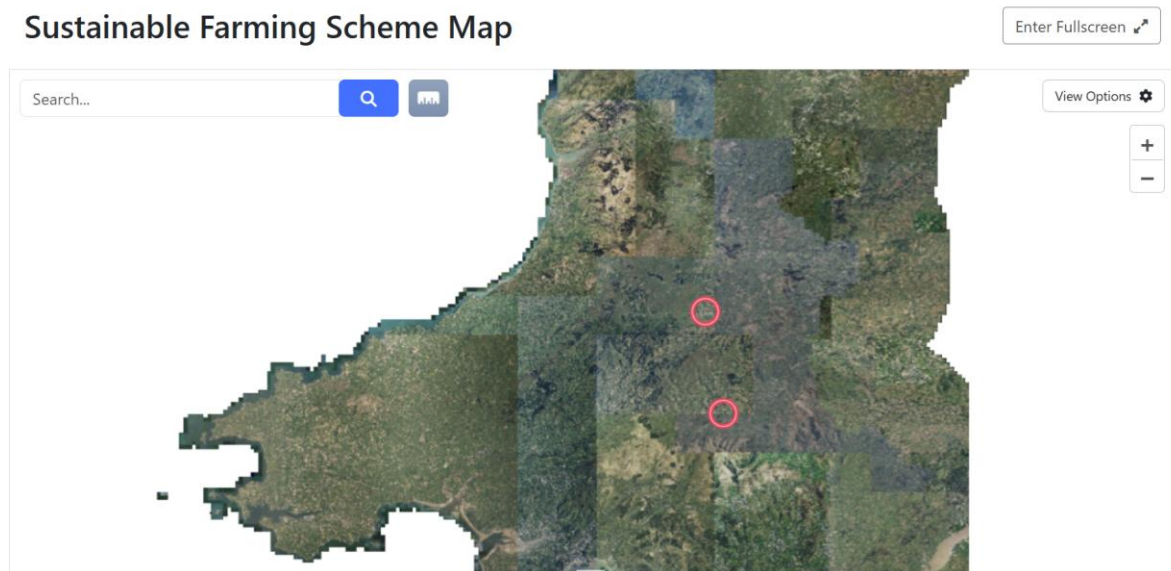 Sustainable Farming Scheme Map
Enter Fullscreen
Search...
View Options
+
−